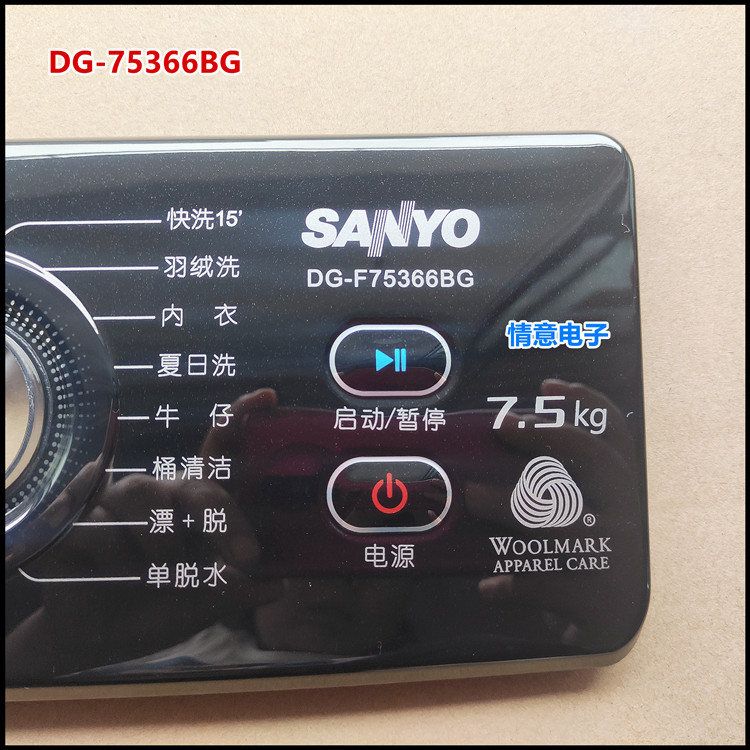 DG-75366BG
快洗15'
羽绒洗
内 衣
夏日洗
牛 仔
桶清洁
漂+脱
单脱水
SANYO
DG-F75366BG
启动/暂停
电源
情意电子
7.5kg
®
WOOLMARK
APPAREL CARE